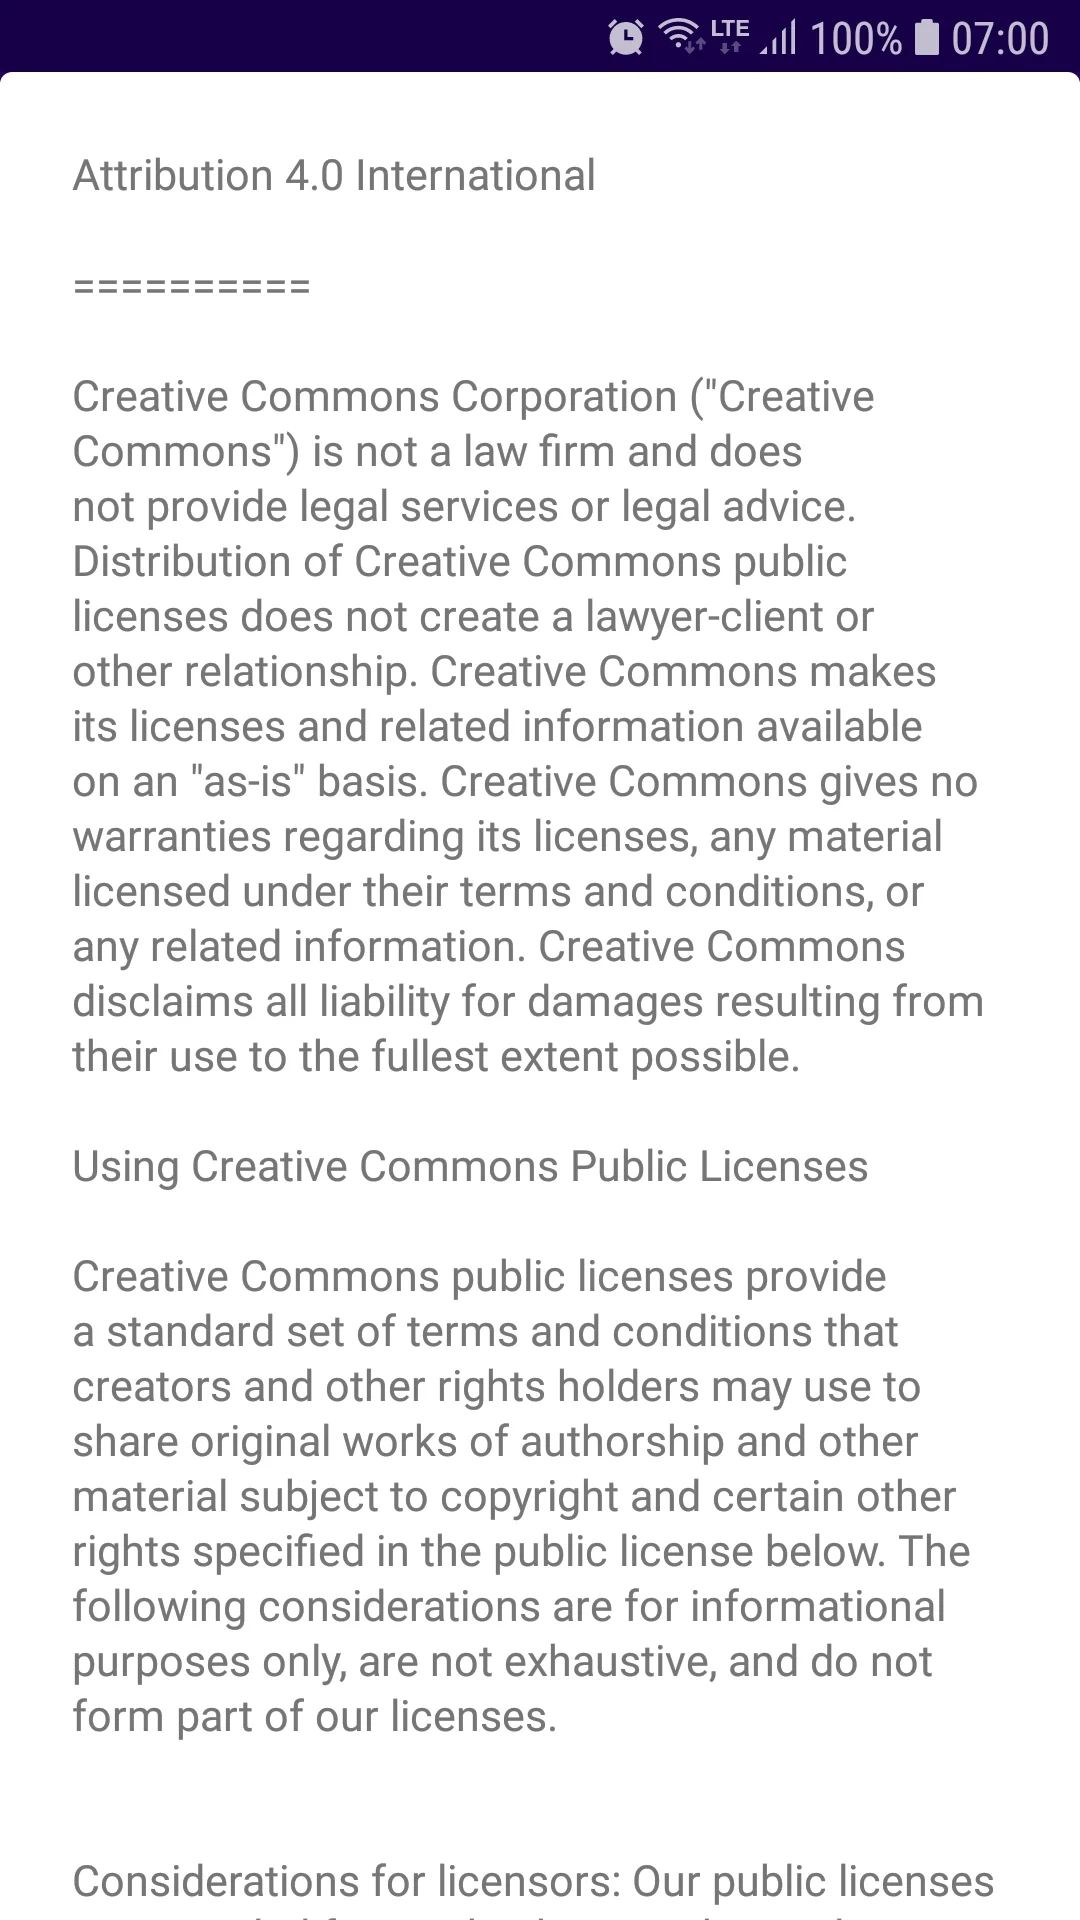 LTE 100% 07:00
Attribution 4.0 International
==========
Creative Commons Corporation ("Creative
Commons") is not a law firm and does
not provide legal services or legal advice.
Distribution of Creative Commons public
licenses does not create a lawyer-client or
other relationship. Creative Commons makes
its licenses and related information available
on an "as-is" basis. Creative Commons gives no
warranties regarding its licenses, any material
licensed under their terms and conditions, or
any related information. Creative Commons
disclaims all liability for damages resulting from
their use to the fullest extent possible.
Using Creative Commons Public Licenses
Creative Commons public licenses provide
a standard set of terms and conditions that
creators and other rights holders may use to
share original works of authorship and other
material subject to copyright and certain other
rights specified in the public license below. The
following considerations are for informational
purposes only, are not exhaustive, and do not
form part of our licenses.
Considerations for licensors: Our public licenses